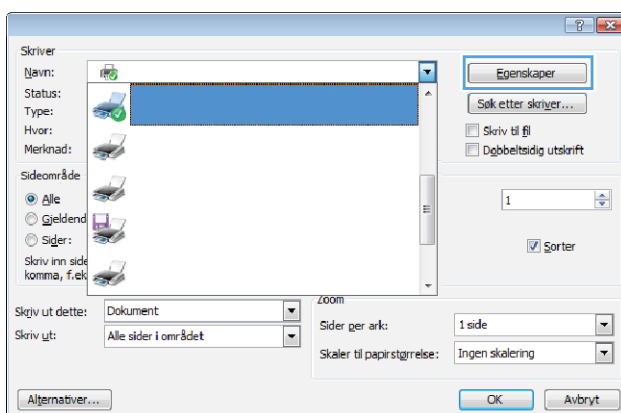 Skriver
Navn:
Egenskaper
Status:
Søk etter skriver...
Type:
Hvor:
Skriv til fil
Merknad:
Dobbeltsidig utskrift
Sideområde
Alle
1
Gjeldend
Sider:
Sorter
Skriv inn side
komma, f.ek
Skriv ut dette:
Dokument
Zoom
Sider per ark:
1 side
Skriv ut:
Alle sider i området
Skaler til papirstørrelse:
Ingen skalering
Alternativer...
OK
Avbryt